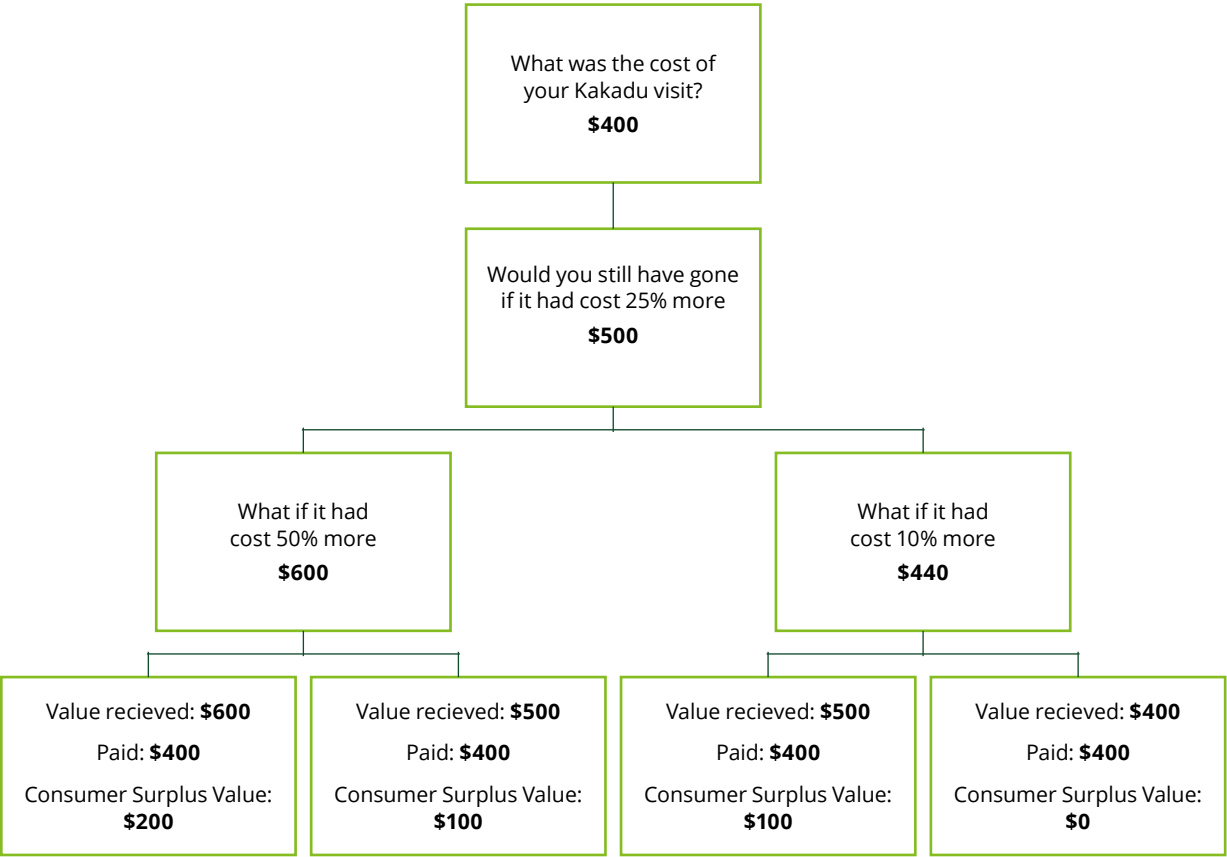 What was the cost of
your Kakadu visit?
$400
Would you still have gone
if it had cost 25% more
$500
What if it had
cost 50% more
$600
What if it had
cost 10% more
$440
Value recieved: $600
Paid: $400
Consumer Surplus Value:
$200
Value recieved: $500
Paid: $400
Consumer Surplus Value:
$100
Value recieved: $500
Paid: $400
Consumer Surplus Value:
$100
Value recieved: $400
Paid: $400
Consumer Surplus Value:
$0